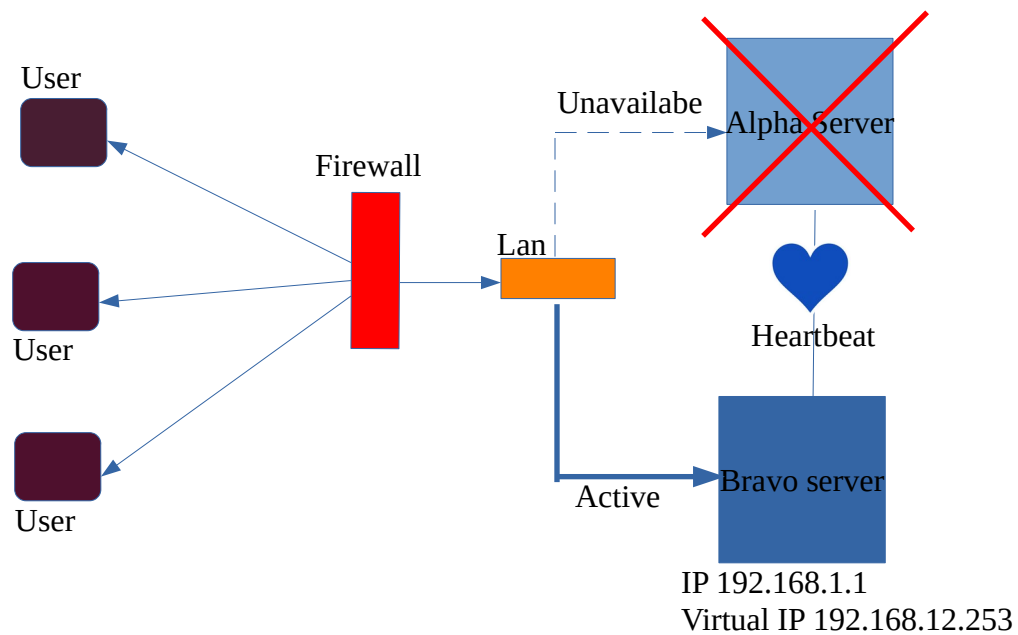 User
Unavailabe
Alpha Server
Firewall
Lan
User
Heartbeat
Bravo server
Active
User
IP 192.168.1.1
Virtual IP 192.168.12.253